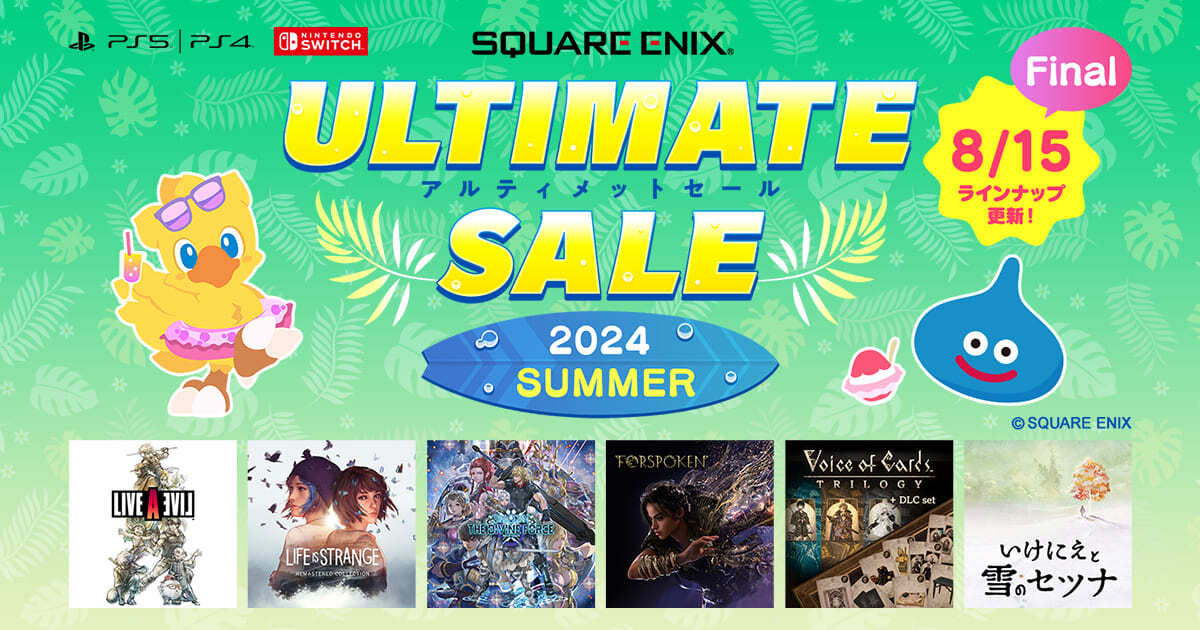 PS5 | PS4
NINTENDO
SWITCH
SQUARE ENIX
Final
ULTIMATE
アルティメットセール
SALE
8/15
ラインナップ
更新!
2024
SUMMER
© SQUARE ENIX
LIVE A LIVE
LIFE IS STRANGE
REMASTERED COLLECTION
THE DIVINE FORCE
FORSPOKEN
Voice of Cards
TRILOGY
+ DLC set
いけにえと
雪のセツナ